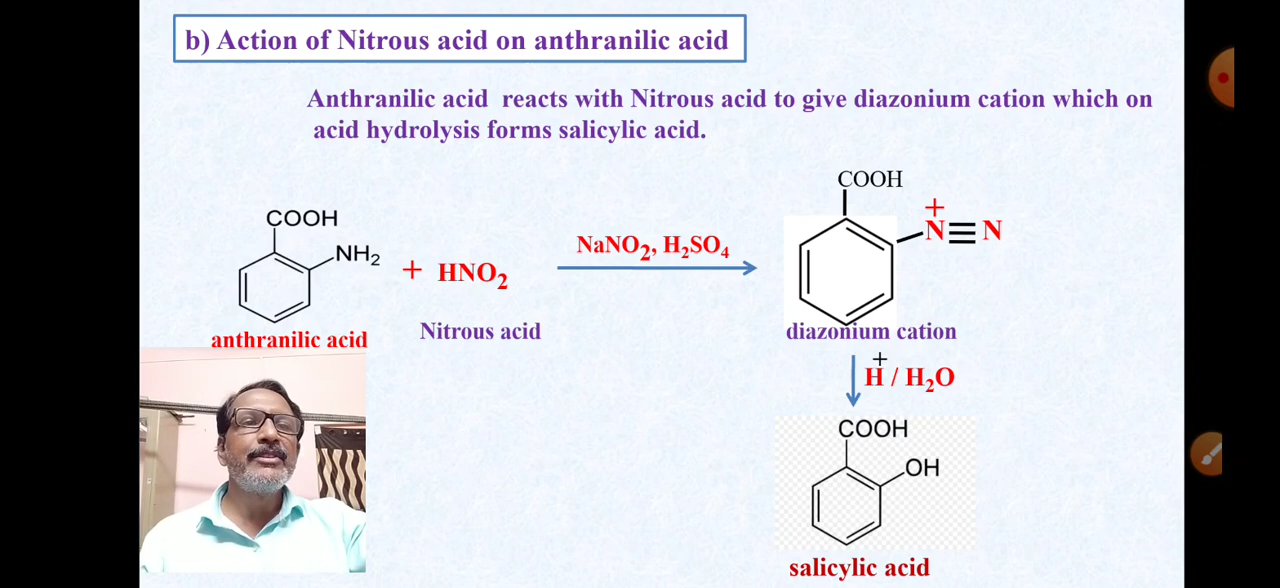 b) Action of Nitrous acid on anthranilic acid
Anthranilic acid reacts with Nitrous acid to give diazonium cation which on
acid hydrolysis forms salicylic acid.
COOH
NH₂
anthranilic acid
+ HNO₂
Nitrous acid
NaNO₂, H₂SO₄
COOH
+
N≡N
diazonium cation
+
H / H₂O
COOH
OH
salicylic acid